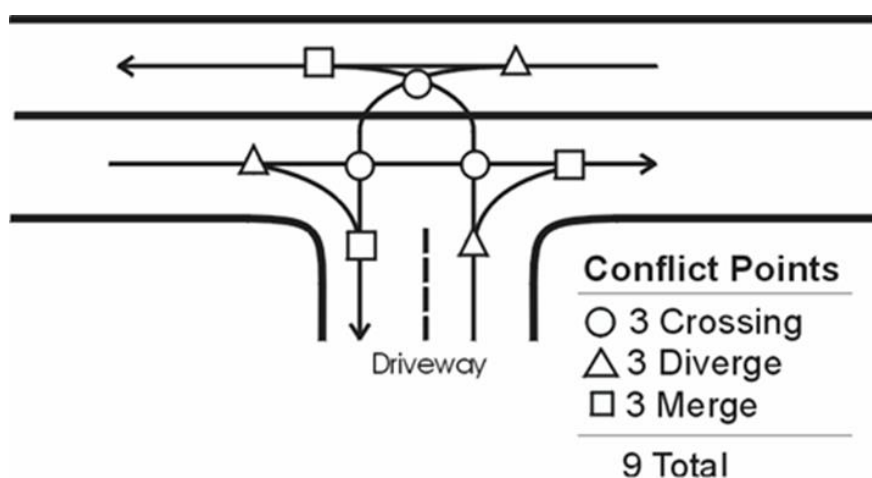 Driveway
Conflict Points
3 Crossing
3 Diverge
3 Merge
9 Total